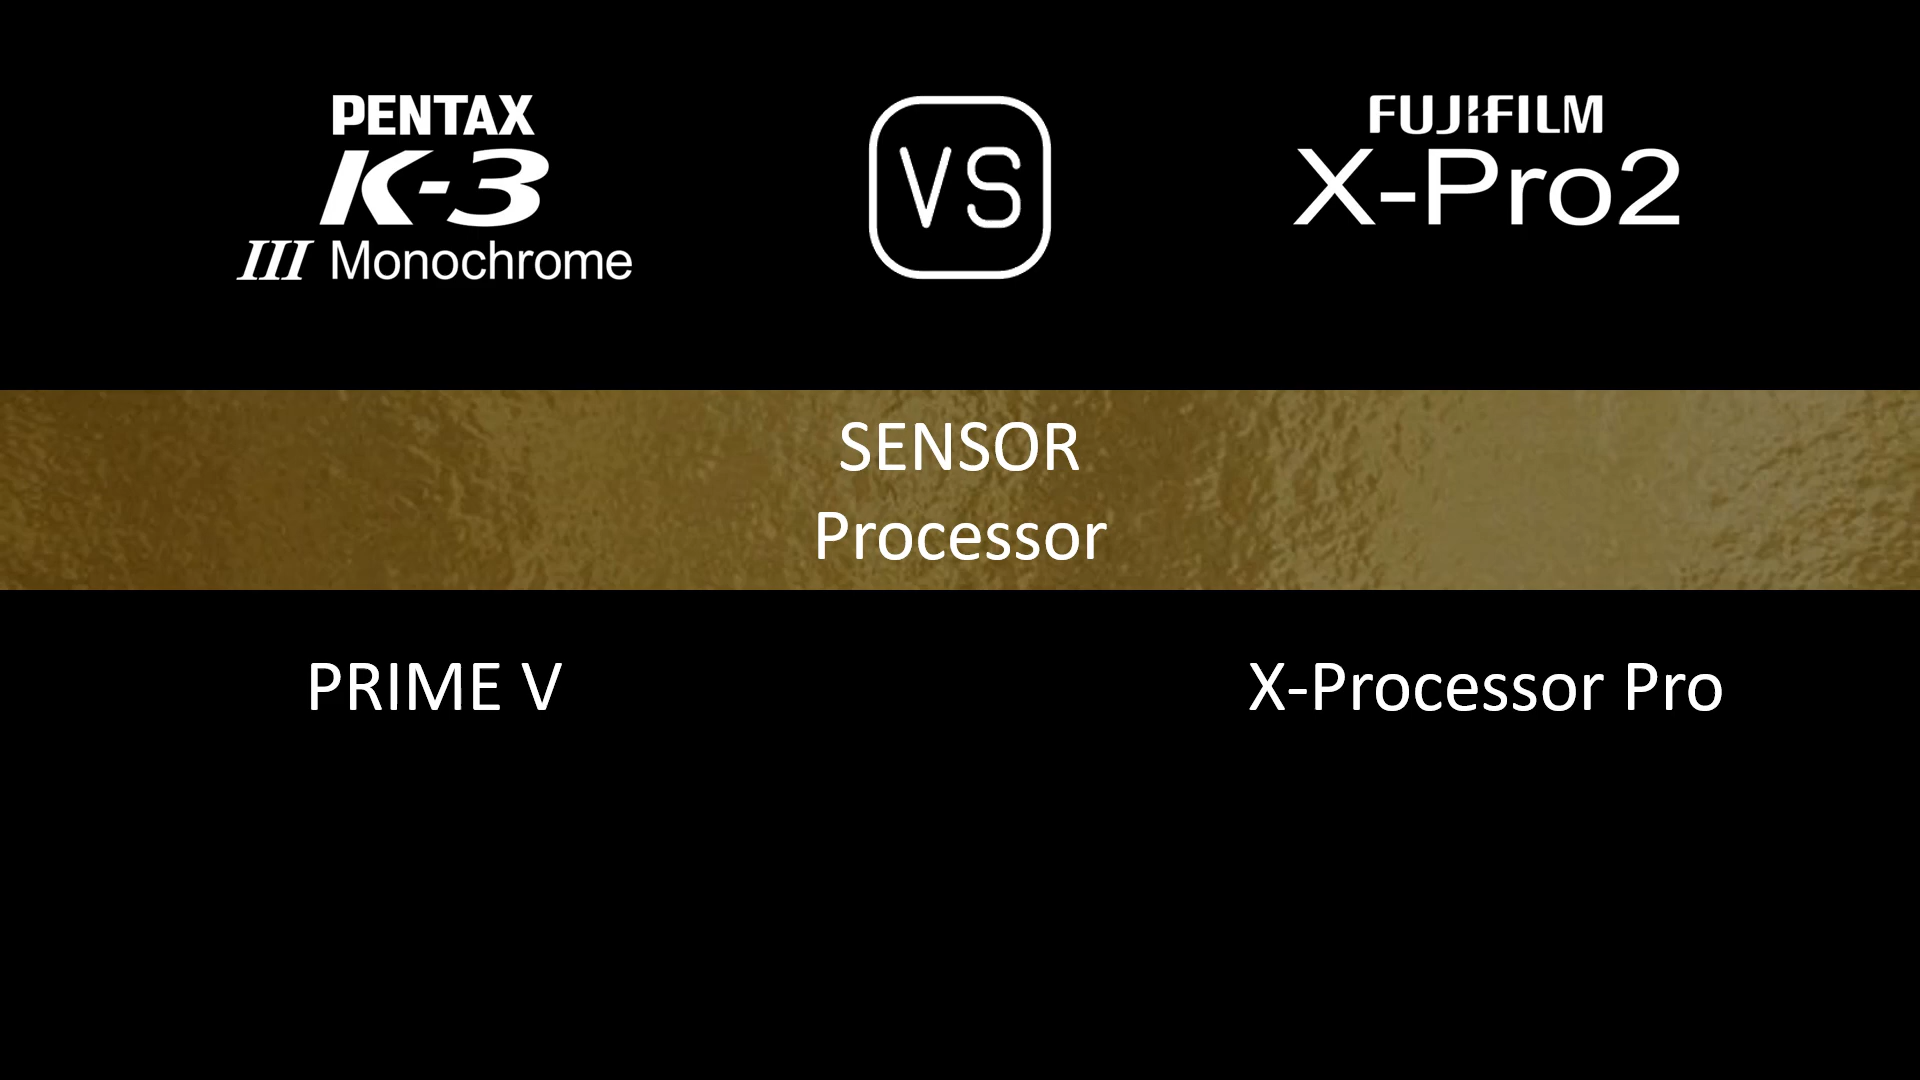 PENTAX
K-3
III Monochrome
VS
FUJIFILM
X-Pro2
SENSOR
Processor
PRIME V
X-Processor Pro